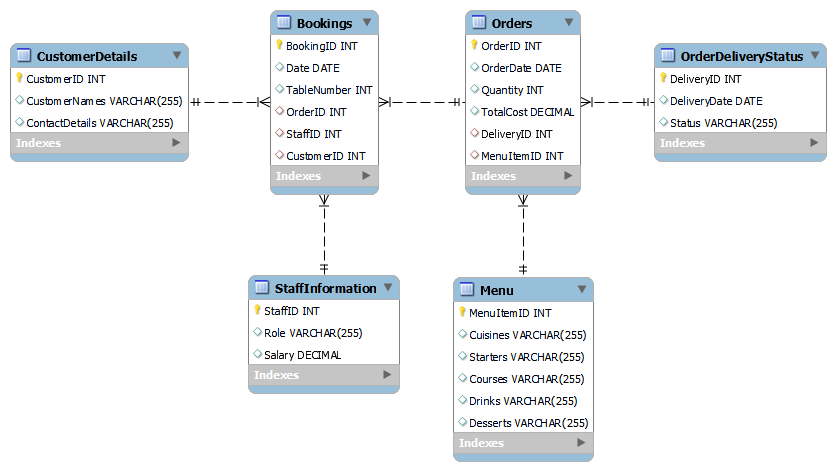 CustomerDetails
CustomerID INT
CustomerNames VARCHAR(255)
ContactDetails VARCHAR(255)
Indexes
Bookings
BookingID INT
Date DATE
TableNumber INT
OrderID INT
StaffID INT
CustomerID INT
Indexes
Orders
OrderID INT
OrderDate DATE
Quantity INT
TotalCost DECIMAL
DeliveryID INT
MenuItemID INT
Indexes
OrderDeliveryStatus
DeliveryID INT
DeliveryDate DATE
Status VARCHAR(255)
Indexes
StaffInformation
StaffID INT
Role VARCHAR(255)
Salary DECIMAL
Indexes
Menu
MenuItemID INT
Cuisines VARCHAR(255)
Starters VARCHAR(255)
Courses VARCHAR(255)
Drinks VARCHAR(255)
Desserts VARCHAR(255)
Indexes